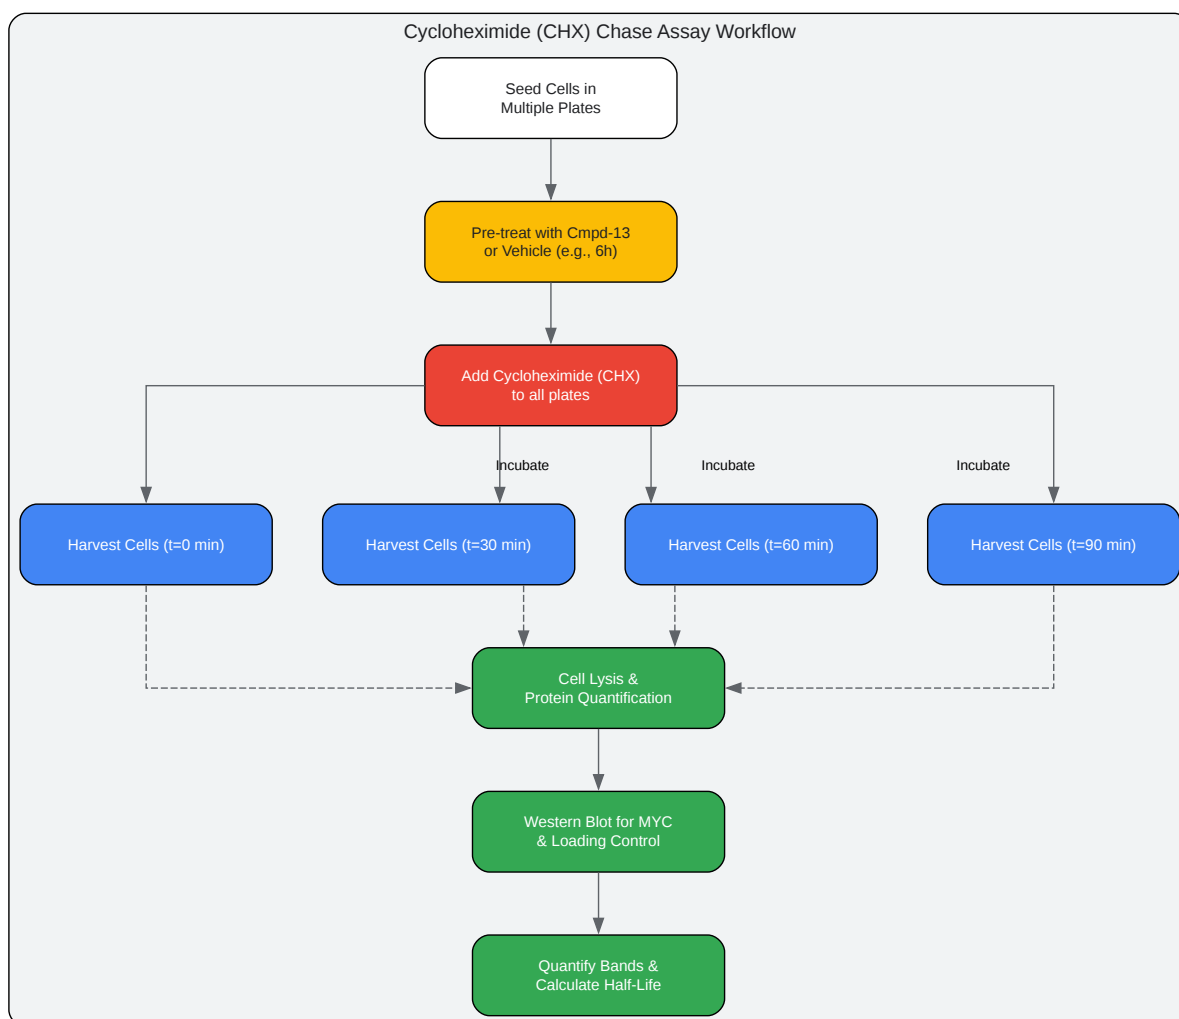 Cycloheximide (CHX) Chase Assay Workflow
Seed Cells in
Multiple Plates
Pre-treat with Cmpd-13
or Vehicle (e.g., 6h)
Add Cycloheximide (CHX)
to all plates
Incubate
Incubate
Incubate
Harvest Cells (t=0 min)
Harvest Cells (t=30 min)
Harvest Cells (t=60 min)
Harvest Cells (t=90 min)
Cell Lysis &
Protein Quantification
Western Blot for MYC
& Loading Control
Quantify Bands &
Calculate Half-Life